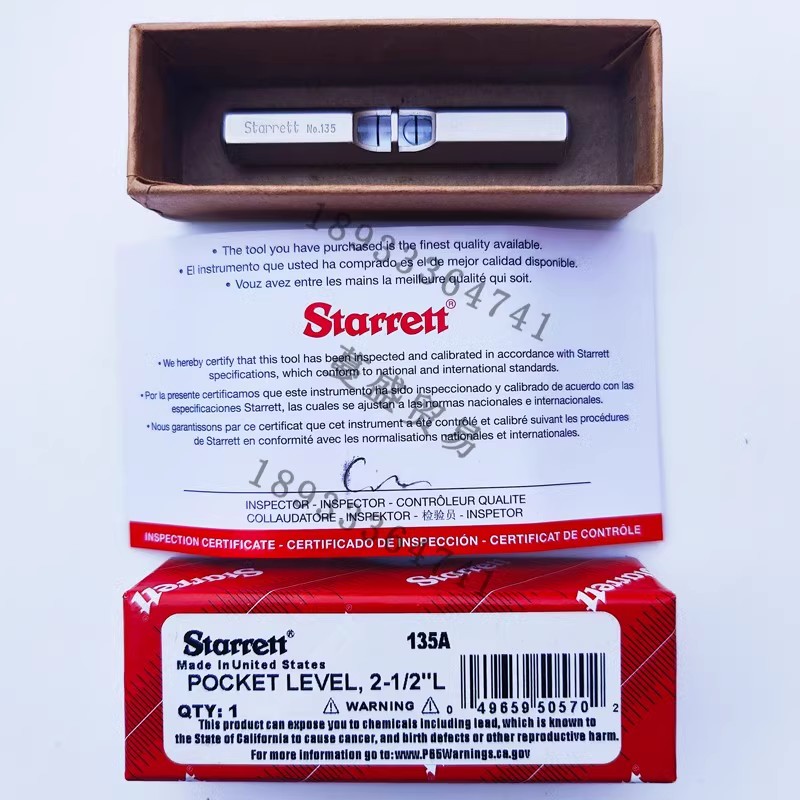 Starrett No.135
• The tool you have purchased is the finest quality available.
• El instrumento que usted ha comprado es el de mejor calidad disponible.
• Vouz avez entre les mains la meilleure qualité qui soit.
Starrett®
• We hereby certify that this tool has been inspected and calibrated in accordance with Starrett
specifications, which conform to national and international standards.
• Por la presente certificamos que este instrumento ha sido inspeccionado y calibrado de acuerdo con las
especificaciones Starrett, las cuales se ajustan a las normas nacionales e internacionales.
• Nous garantissons par ce certificat que cet instrument a été contrôlé et calibré suivant les procédures
de Starrett en conformité avec les normalisations nationales et internationales.
INSPECTOR - INSPECTOR - CONTRÔLEUR QUALITE
COLLAUDATORE - INSPEKTOR - 检验员 - INSPETOR
INSPECTION CERTIFICATE - CERTIFICADO DE INSPECCIÓN - CERTIFICAT DE CONTRÔLE
18933364741
蔓盛贸易
18933364741
Starrett
Starrett
Starrett
Starrett® 135A
Made In United States
POCKET LEVEL, 2-1/2"L
QTY: 1 ⚠ WARNING ⚠ 0 49659 50570 2
This product can expose you to chemicals including lead, which is known to
the State of California to cause cancer, and birth defects or other reproductive harm.
For more information go to:www.P65Warnings.ca.gov